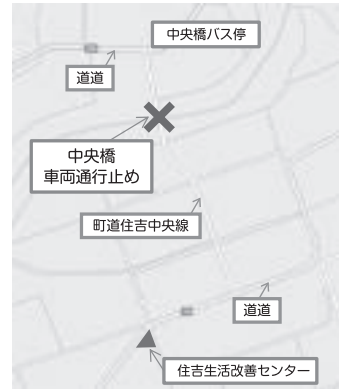 中央橋バス停
道道
中央橋
車両通行止め
町道住吉中央線
道道
住吉生活改善センター